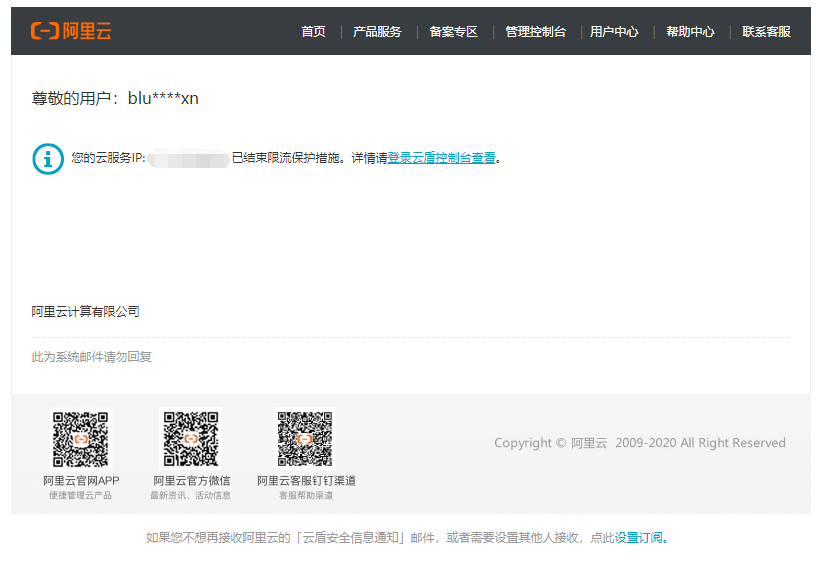 阿里云 首页 | 产品服务 | 备案专区 | 管理控制台 | 用户中心 | 帮助中心 | 联系客服
尊敬的用户：blu****xn
您的云服务IP: 已结束限流保护措施。详情请登录云盾控制台查看。
阿里云计算有限公司
此为系统邮件请勿回复
阿里云官网APP 阿里云官方微信 阿里云客服钉钉渠道
便捷管理云产品 最新资讯、活动信息 客服帮助渠道
Copyright © 阿里云 2009-2020 All Right Reserved
如果您不想再接收阿里云的「云盾安全信息通知」邮件，或者需要设置其他人接收，点此设置订阅。